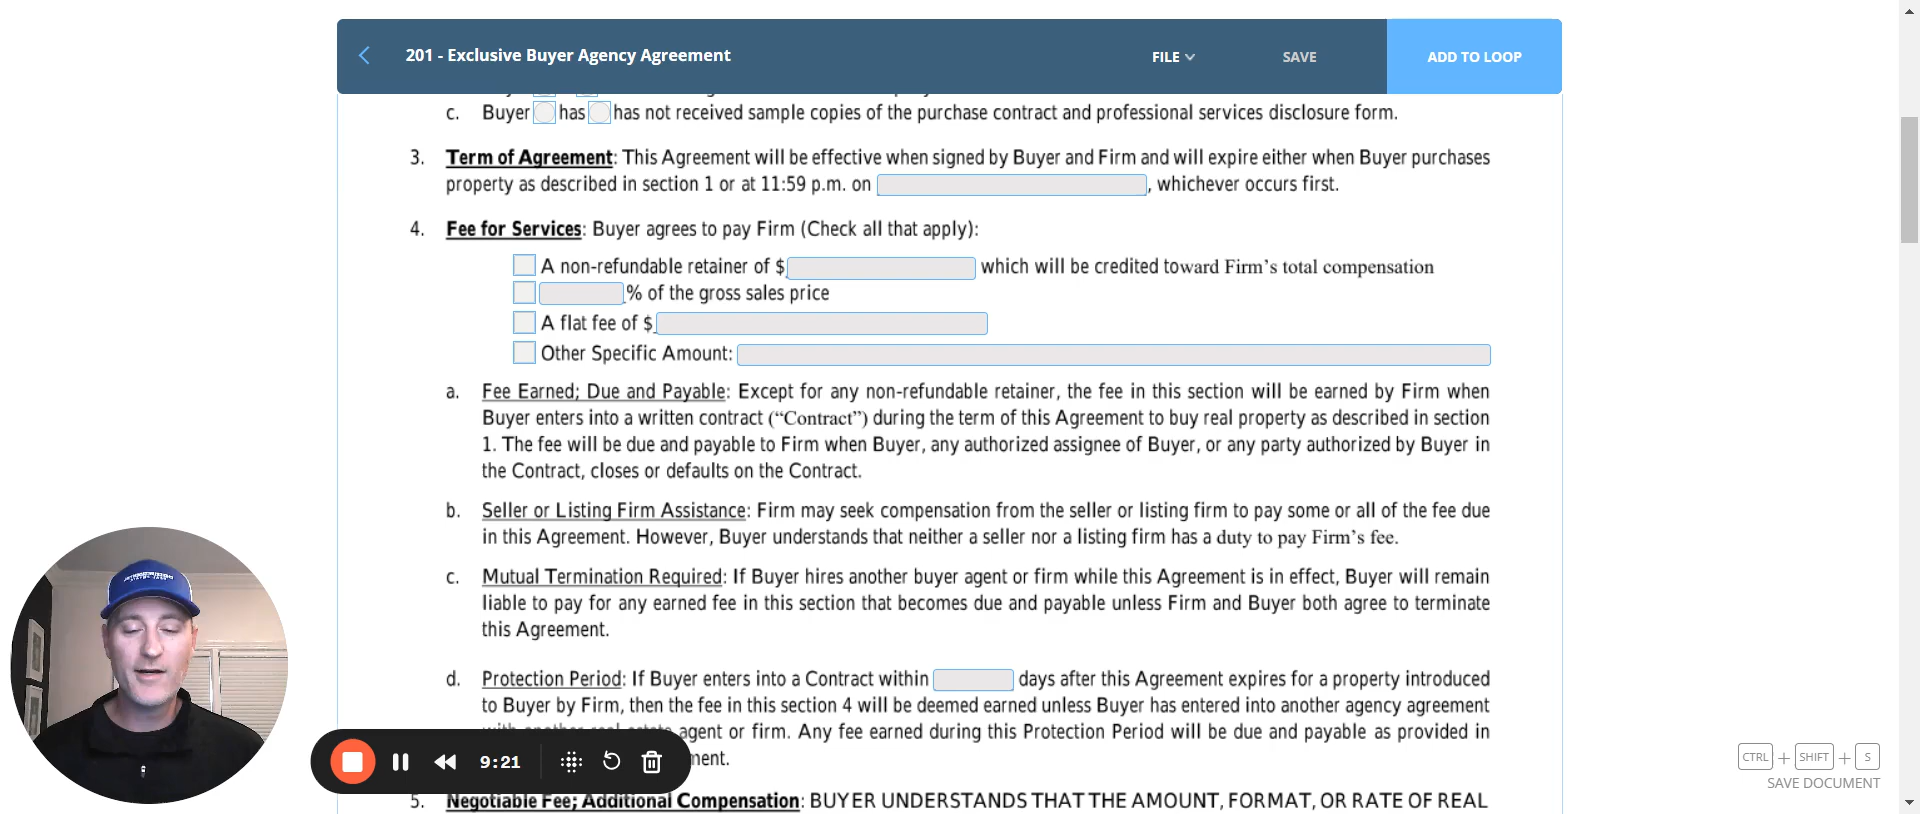 201 - Exclusive Buyer Agency Agreement
FILE
SAVE
ADD TO LOOP
c. Buyer has has not received sample copies of the purchase contract and professional services disclosure form.
3. Term of Agreement: This Agreement will be effective when signed by Buyer and Firm and will expire either when Buyer purchases
property as described in section 1 or at 11:59 p.m. on , whichever occurs first.
4. Fee for Services: Buyer agrees to pay Firm (Check all that apply):
A non-refundable retainer of $ which will be credited toward Firm’s total compensation
% of the gross sales price
A flat fee of $
Other Specific Amount:
a. Fee Earned; Due and Payable: Except for any non-refundable retainer, the fee in this section will be earned by Firm when
Buyer enters into a written contract (“Contract”) during the term of this Agreement to buy real property as described in section
1. The fee will be due and payable to Firm when Buyer, any authorized assignee of Buyer, or any party authorized by Buyer in
the Contract, closes or defaults on the Contract.
b. Seller or Listing Firm Assistance: Firm may seek compensation from the seller or listing firm to pay some or all of the fee due
in this Agreement. However, Buyer understands that neither a seller nor a listing firm has a duty to pay Firm’s fee.
c. Mutual Termination Required: If Buyer hires another buyer agent or firm while this Agreement is in effect, Buyer will remain
liable to pay for any earned fee in this section that becomes due and payable unless Firm and Buyer both agree to terminate
this Agreement.
d. Protection Period: If Buyer enters into a Contract within days after this Agreement expires for a property introduced
to Buyer by Firm, then the fee in this section 4 will be deemed earned unless Buyer has entered into another agency agreement
with another real estate agent or firm. Any fee earned during this Protection Period will be due and payable as provided in
9:21
5. Negotiable Fee; Additional Compensation: BUYER UNDERSTANDS THAT THE AMOUNT, FORMAT, OR RATE OF REAL
CTRL + SHIFT + S
SAVE DOCUMENT